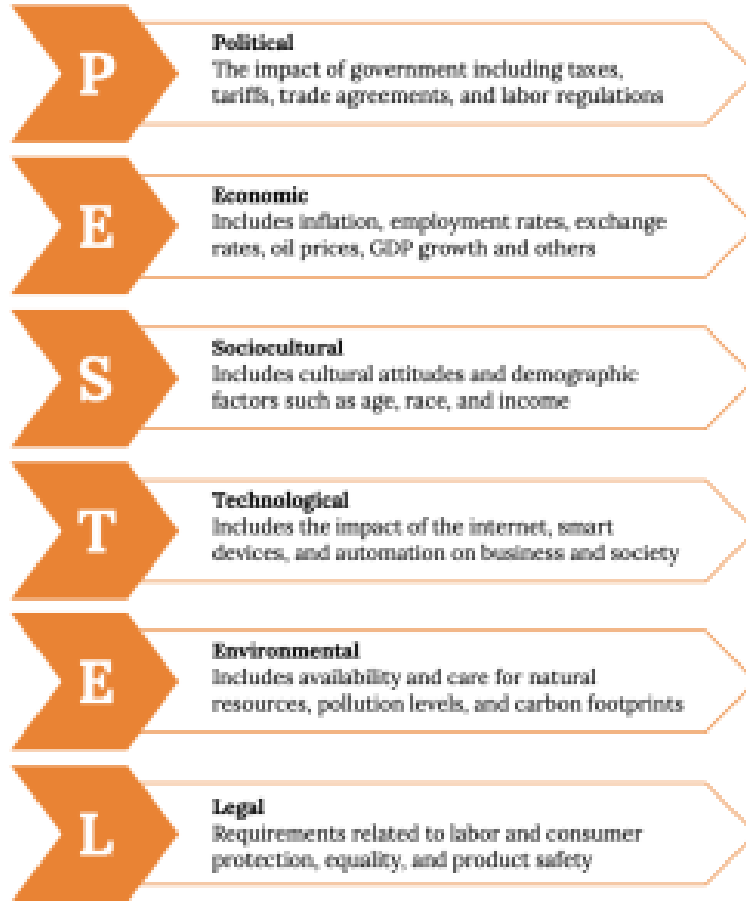 P
Political
The impact of government including taxes,
tariffs, trade agreements, and labor regulations
E
Economic
Includes inflation, employment rates, exchange
rates, oil prices, GDP growth and others
S
Sociocultural
Includes cultural attitudes and demographic
factors such as age, race, and income
T
Technological
Includes the impact of the internet, smart
devices, and automation on business and society
E
Environmental
Includes availability and care for natural
resources, pollution levels, and carbon footprints
L
Legal
Requirements related to labor and consumer
protection, equality, and product safety